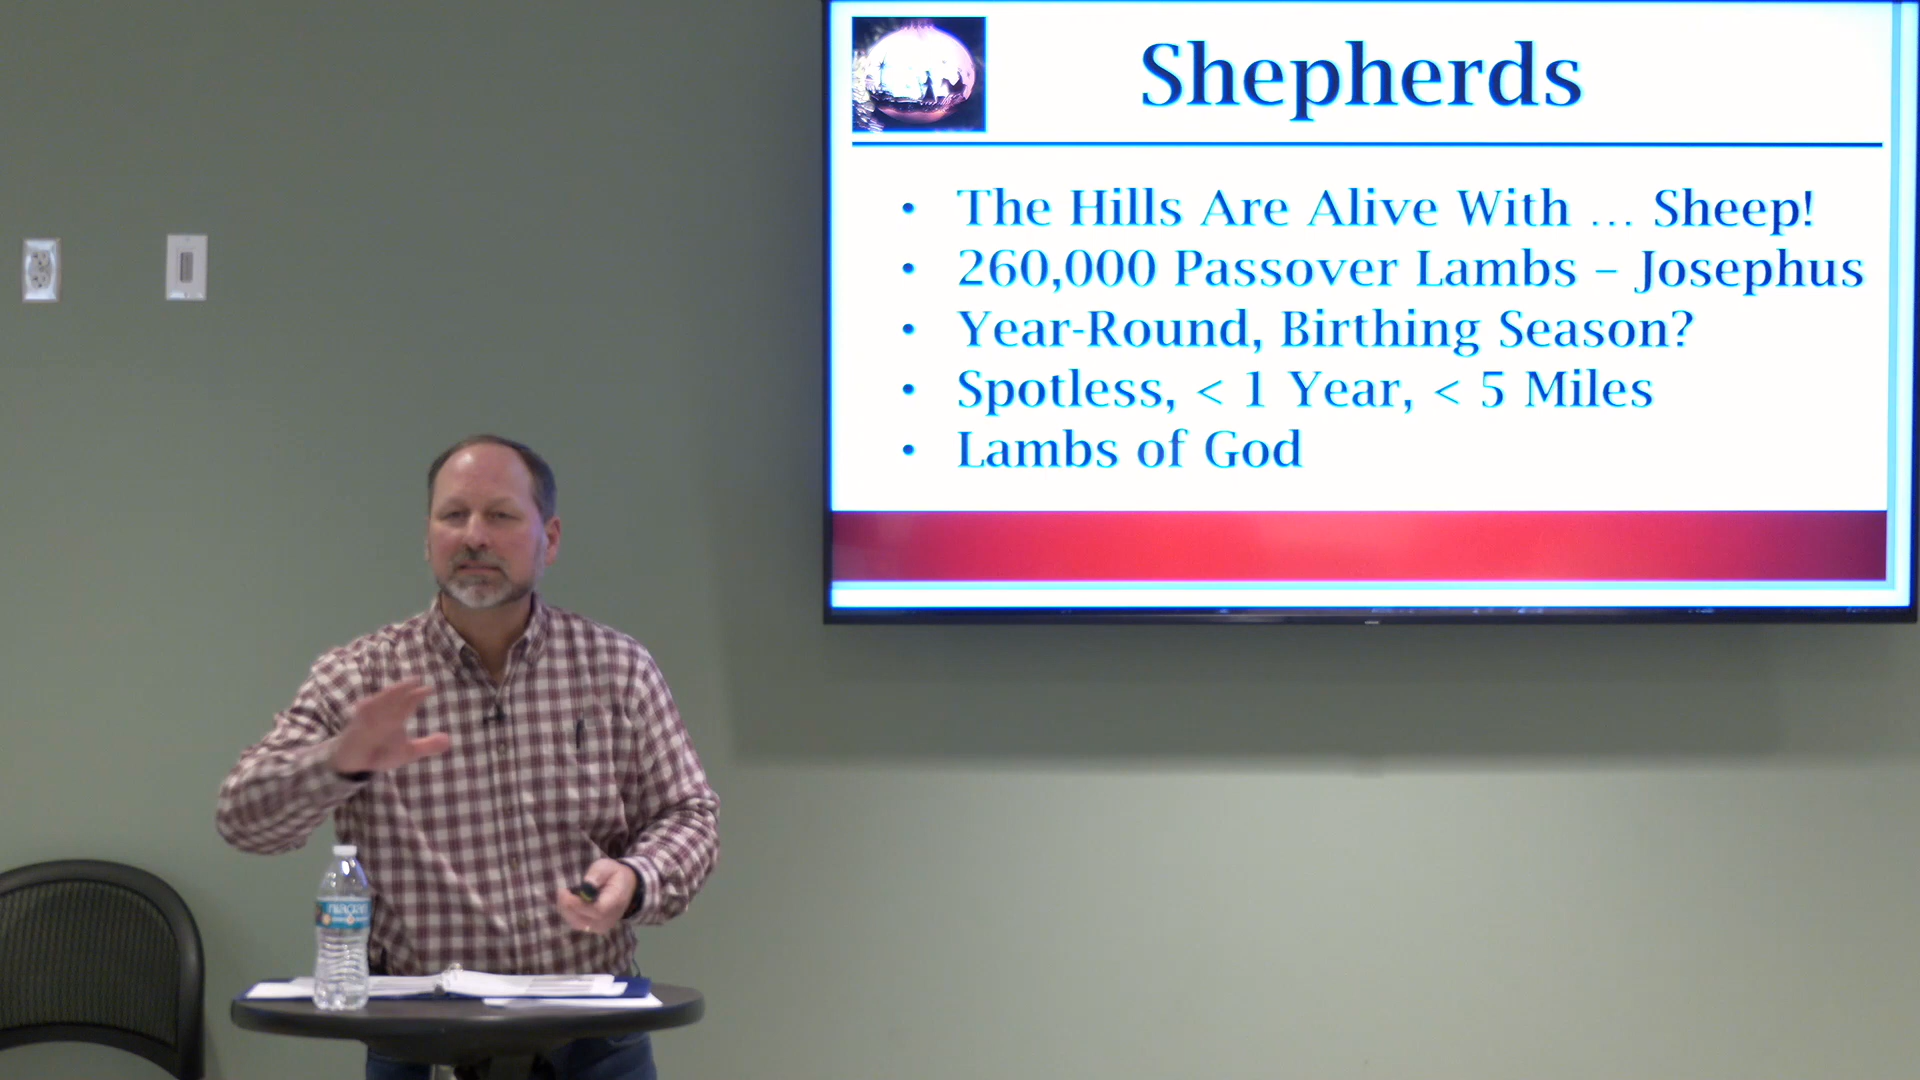 Shepherds
• The Hills Are Alive With ... Sheep!
• 260,000 Passover Lambs – Josephus
• Year-Round, Birthing Season?
• Spotless, < 1 Year, < 5 Miles
• Lambs of God